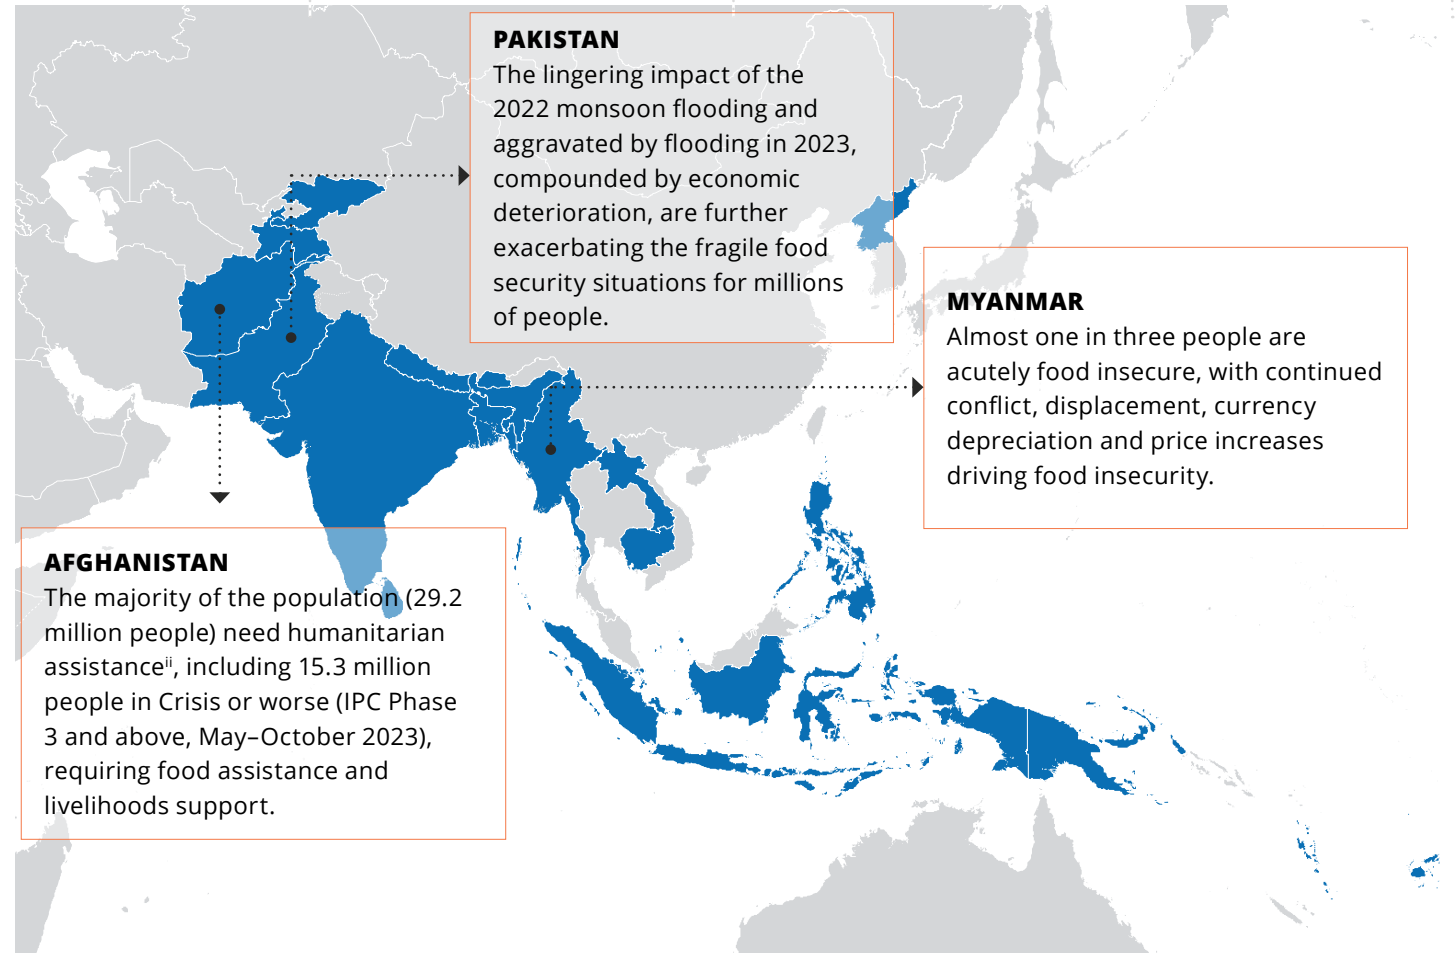 PAKISTAN
The lingering impact of the
2022 monsoon flooding and
aggravated by flooding in 2023,
compounded by economic
deterioration, are further
exacerbating the fragile food
security situations for millions
of people.
MYANMAR
Almost one in three people are
acutely food insecure, with continued
conflict, displacement, currency
depreciation and price increases
driving food insecurity.
AFGHANISTAN
The majority of the population (29.2
million people) need humanitarian
assistanceⁱⁱ, including 15.3 million
people in Crisis or worse (IPC Phase
3 and above, May–October 2023),
requiring food assistance and
livelihoods support.